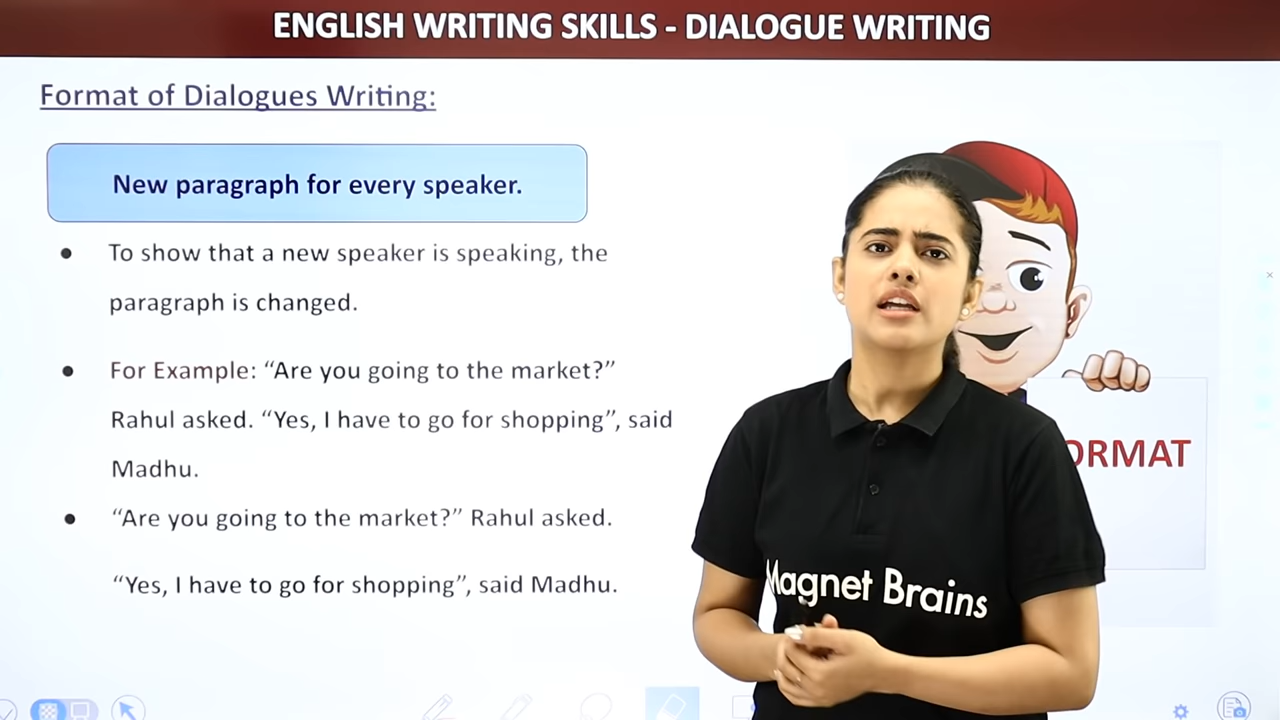 ENGLISH WRITING SKILLS - DIALOGUE WRITING
Format of Dialogues Writing:
New paragraph for every speaker.
● To show that a new speaker is speaking, the
paragraph is changed.
● For Example: “Are you going to the market?”
Rahul asked. “Yes, I have to go for shopping”, said
Madhu.
● “Are you going to the market?” Rahul asked.
“Yes, I have to go for shopping”, said Madhu.
ORMAT
Magnet Brains